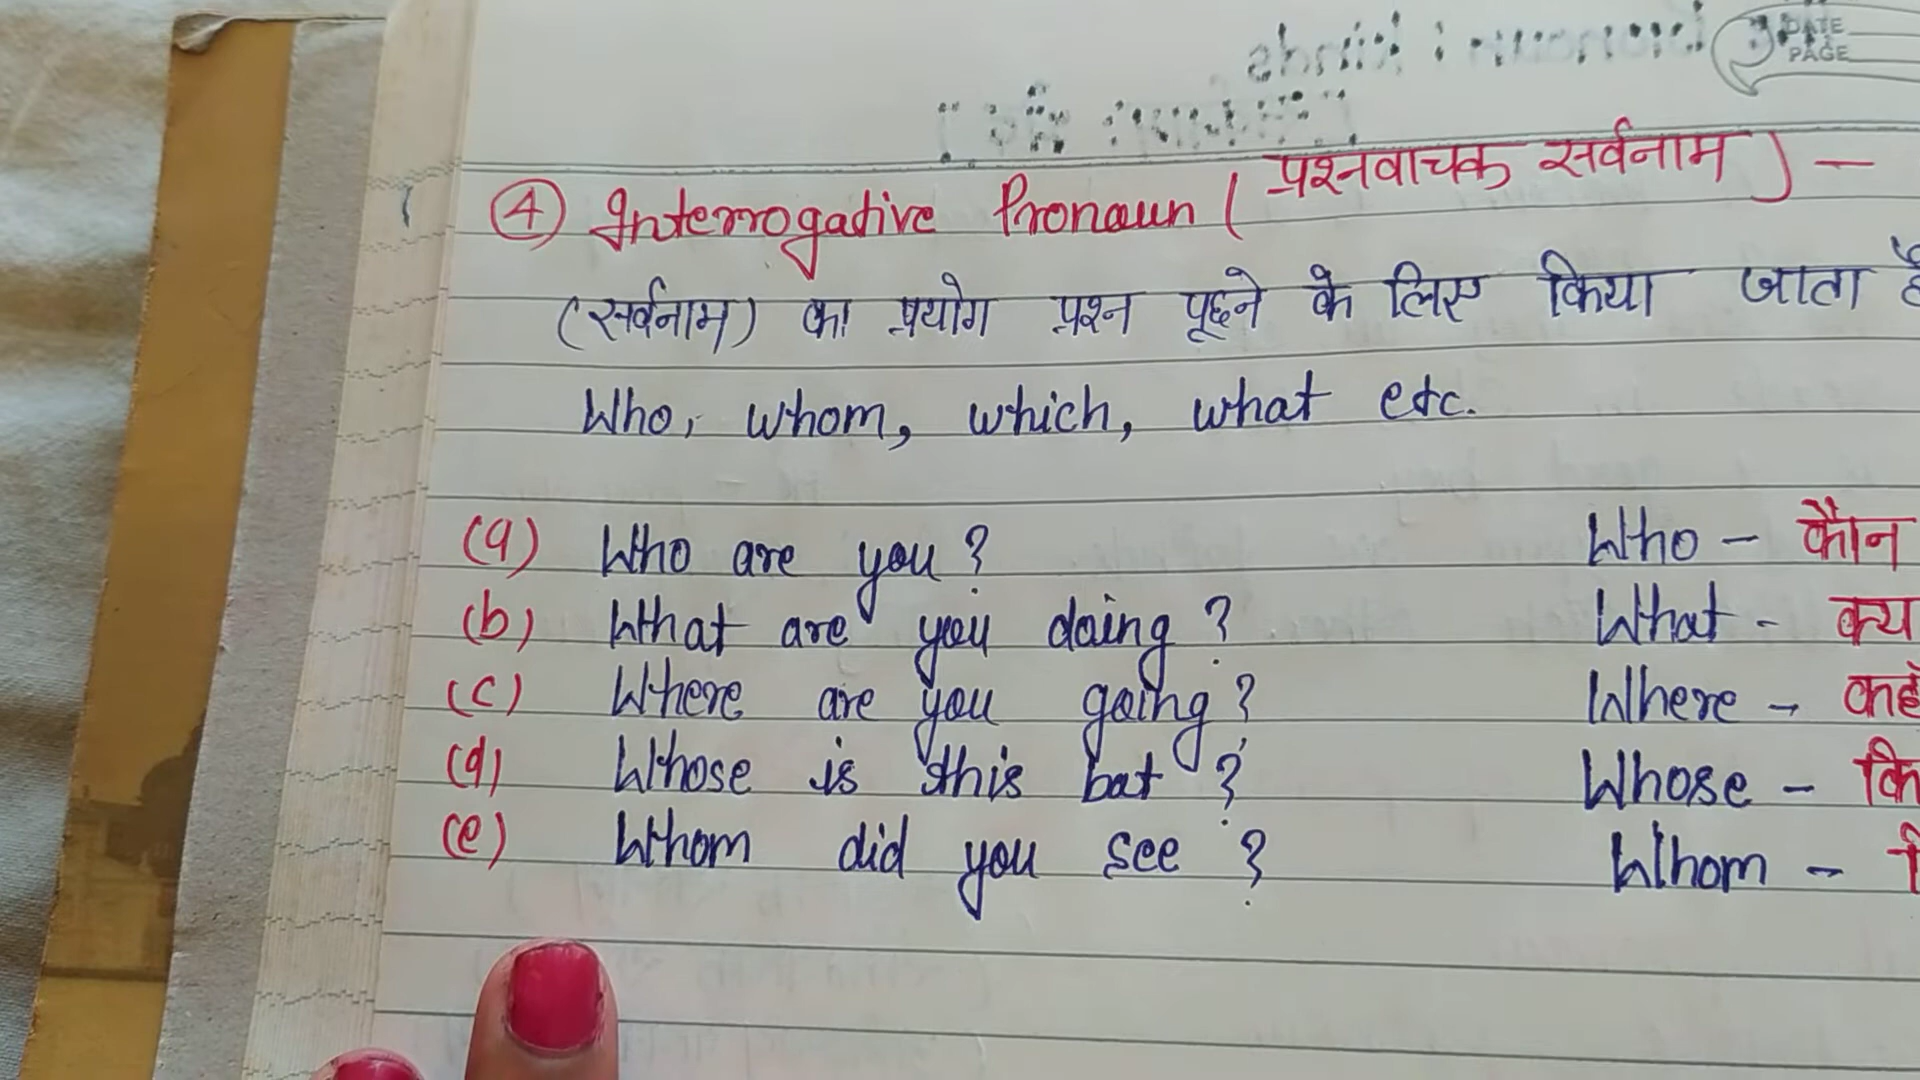 DATE
PAGE
④ Interrogative Pronoun ( प्रश्नवाचक सर्वनाम ) –
(सर्वनाम) का प्रयोग प्रश्न पूछने के लिए किया जाता है
Who, whom, which, what etc.
(a) Who are you? Who – कौन
(b) What are you doing? What -
(c) Where are you going? Where –
(d) Whose is this bat? Whose –
(e) Whom did you see? Whom –